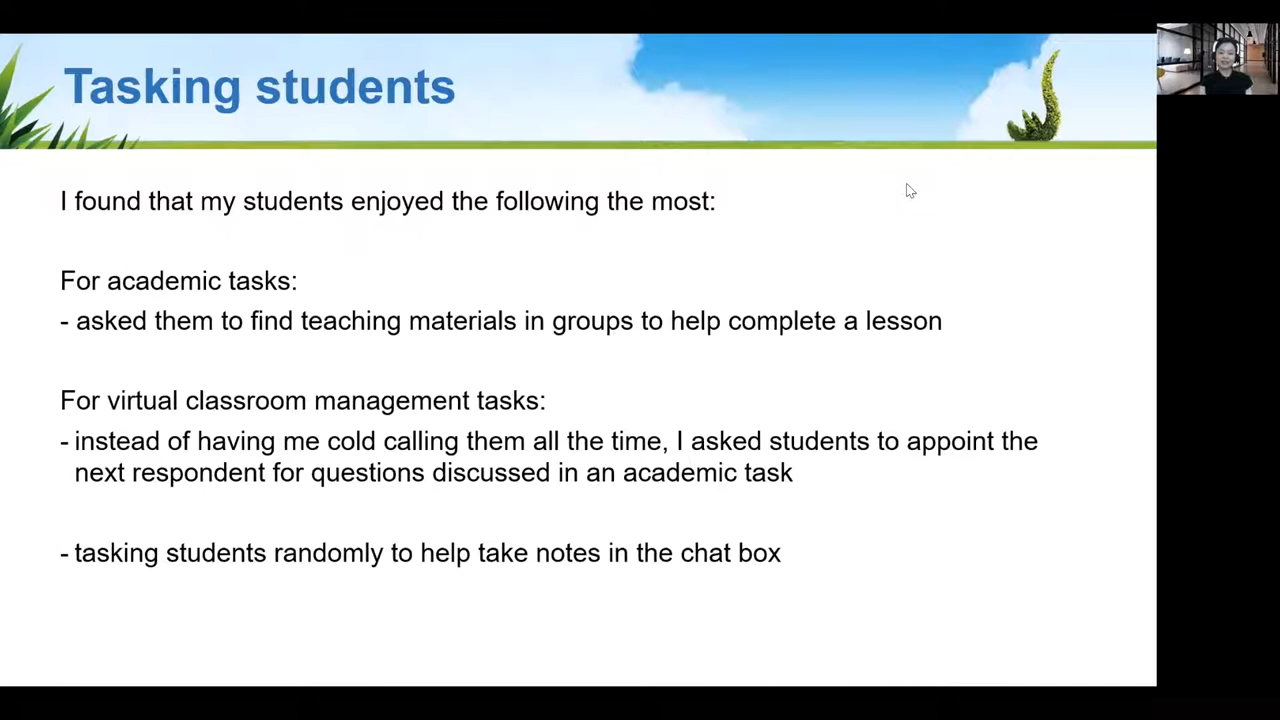 Tasking students
I found that my students enjoyed the following the most:
For academic tasks:
- asked them to find teaching materials in groups to help complete a lesson
For virtual classroom management tasks:
- instead of having me cold calling them all the time, I asked students to appoint the
next respondent for questions discussed in an academic task
- tasking students randomly to help take notes in the chat box